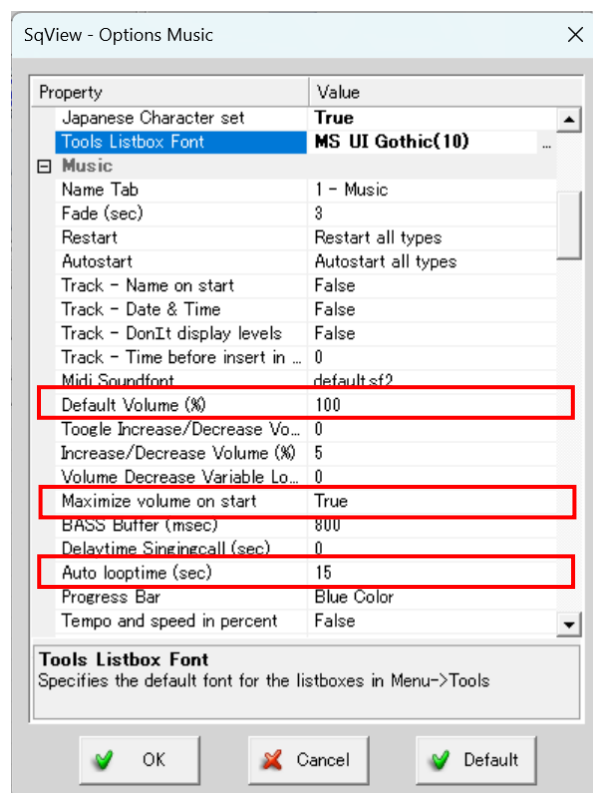 SqView - Options Music
Property Value
Japanese Character set True
Tools Listbox Font MS UI Gothic(10) ...
Music
Name Tab 1 - Music
Fade (sec) 3
Restart Restart all types
Autostart Autostart all types
Track - Name on start False
Track - Date & Time False
Track - DonIt display levels False
Track - Time before insert in ... 0
Midi Soundfont default.sf2
Default Volume (%) 100
Toogle Increase/Decrease Vo... 0
Increase/Decrease Volume (%) 5
Volume Decrease Variable Lo... 0
Maximize volume on start True
BASS Buffer (msec) 800
Delaytime Singingcall (sec) 0
Auto looptime (sec) 15
Progress Bar Blue Color
Tempo and speed in percent False
Tools Listbox Font
Specifies the default font for the listboxes in Menu->Tools
OK Cancel Default